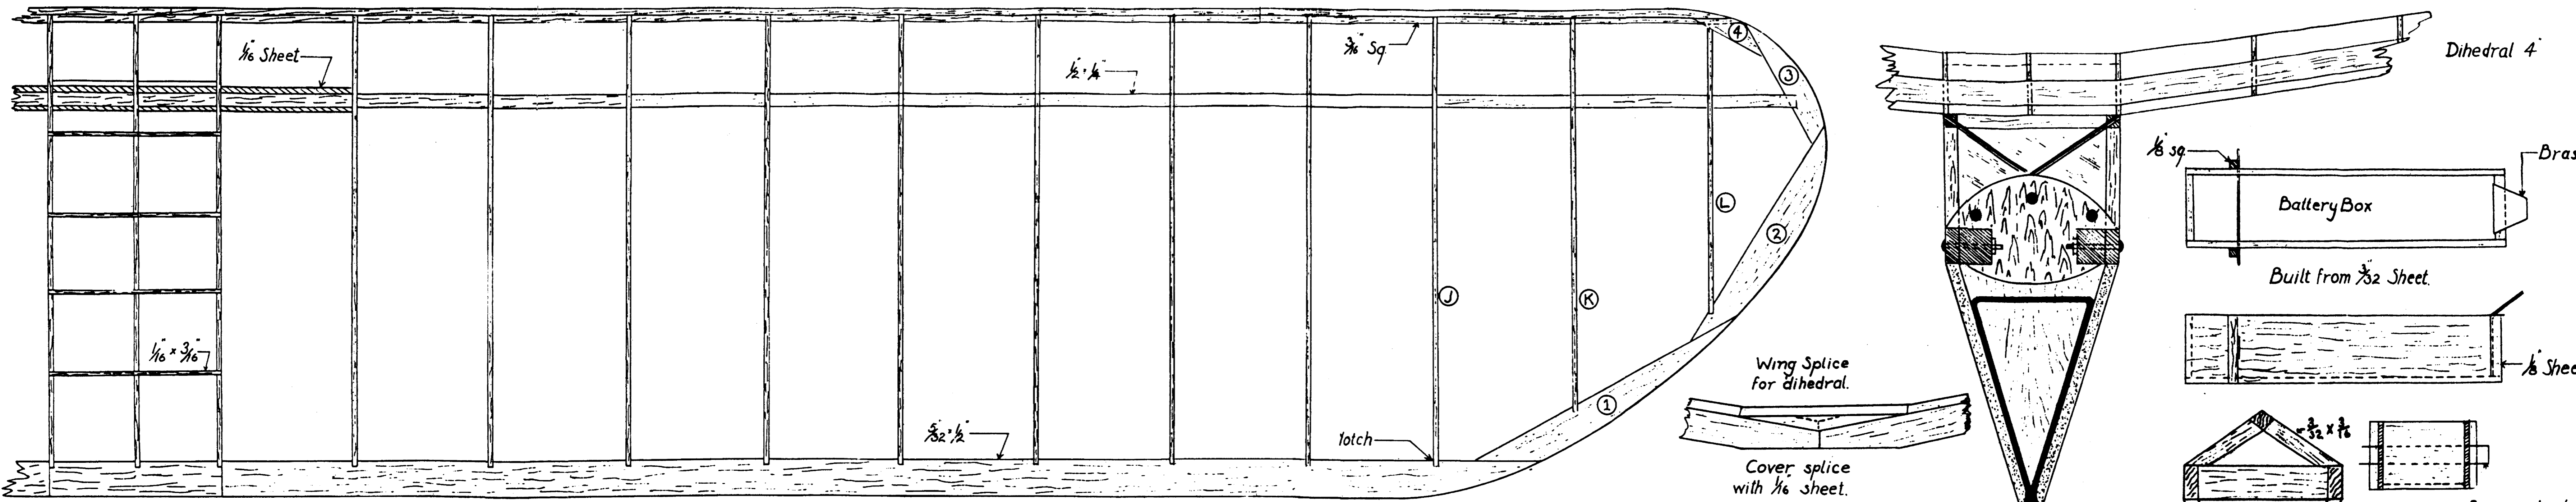 1/16" Sheet
3/16" Sq
1/2" × 1/4"
4
3
L
2
J
K
1/16" × 3/16"
1
5/32" × 1/2"
Notch
Wing Splice
for dihedral.
Cover splice
with 1/16" sheet.
Dihedral 4"
1/8" sq
Bras
Battery Box
Built from 3/32" Sheet.
1/8" Shee
3/32 × 3/16